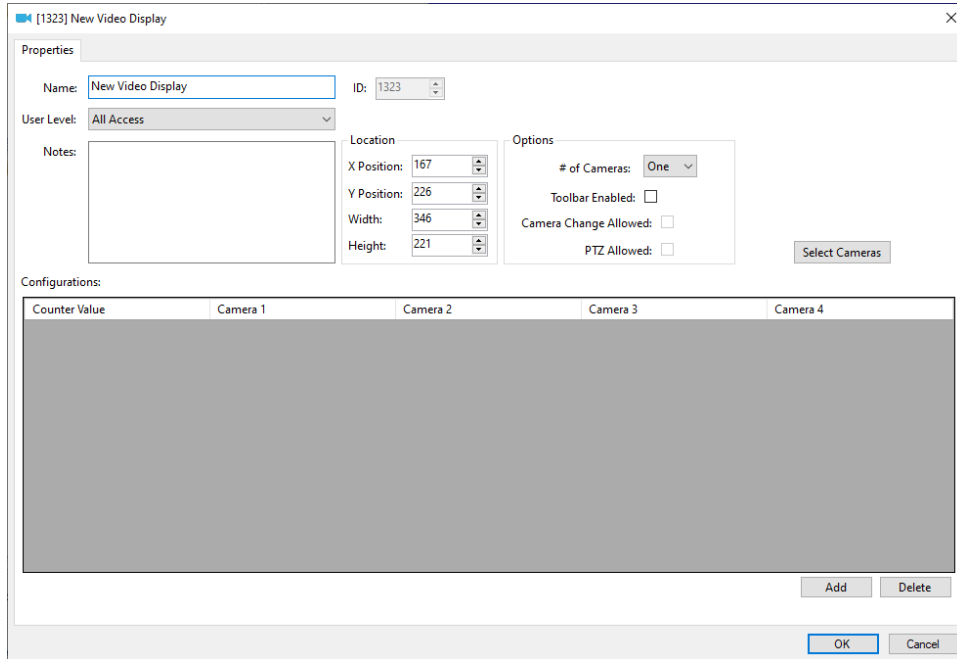 [1323] New Video Display
Properties
Name: New Video Display ID: 1323
User Level: All Access
Notes:
Location
X Position: 167
Y Position: 226
Width: 346
Height: 221
Options
# of Cameras: One
Toolbar Enabled:
Camera Change Allowed:
PTZ Allowed:
Select Cameras
Configurations:
Counter Value Camera 1 Camera 2 Camera 3 Camera 4
Add Delete
OK Cancel